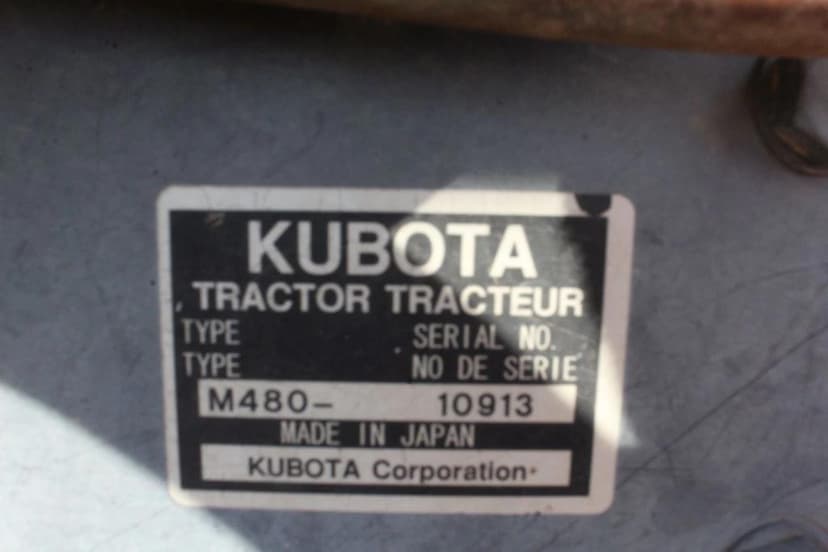 KUBOTA
TRACTOR TRACTEUR
TYPE SERIAL NO.
TYPE NO DE SERIE
M480- 10913
MADE IN JAPAN
KUBOTA Corporation